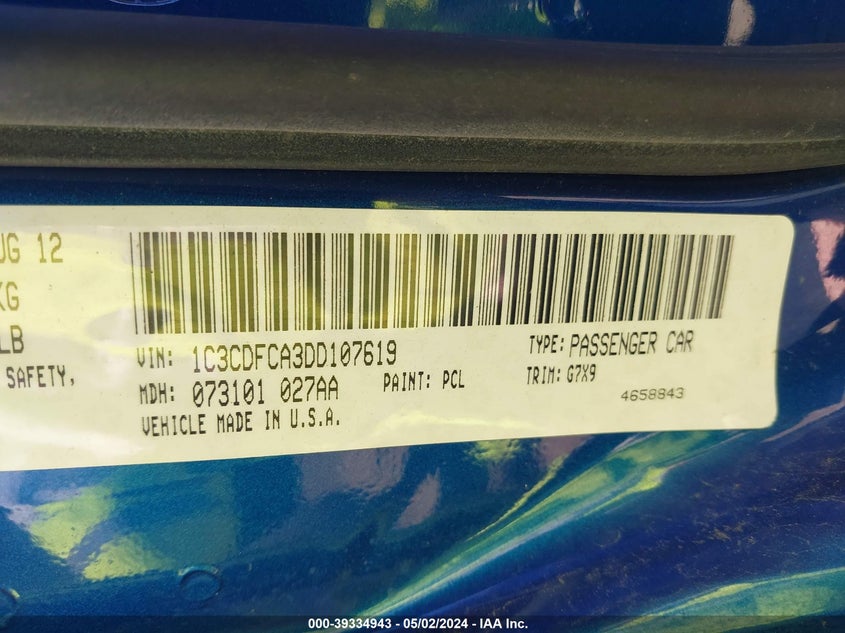 UG 12
KG
LB
SAFETY,
VIN: 1C3CDFCA3DD107619 TYPE: PASSENGER CAR
MDH: 073101 027AA PAINT: PCL TRIM: G7X9
VEHICLE MADE IN U.S.A. 4658843
000-39334943 - 05/02/2024 - IAA Inc.